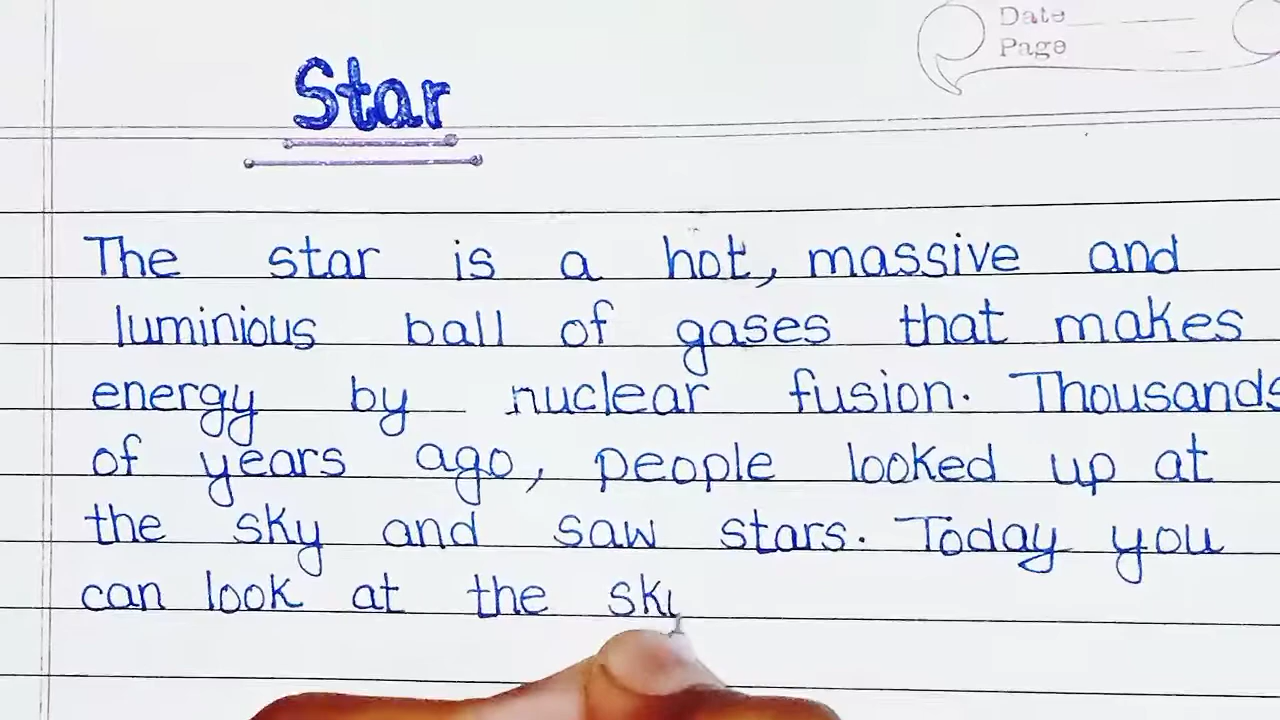 Date
Page
Star
The star is a hot, massive and
luminious ball of gases that makes
energy by nuclear fusion. Thousands
of years ago, people looked up at
the sky and saw stars. Today you
can look at the